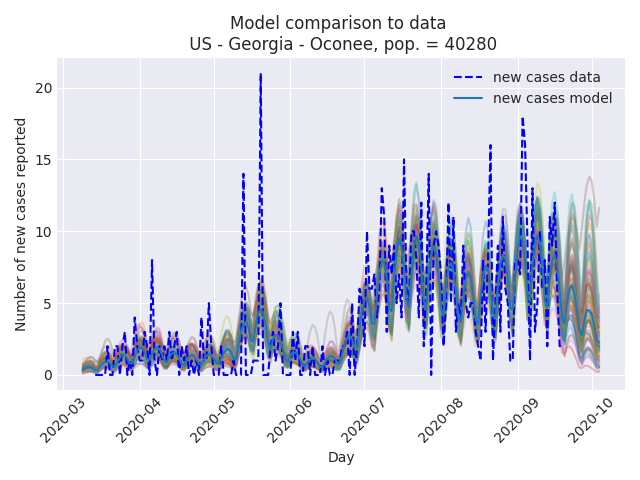 Model comparison to data
US - Georgia - Oconee, pop. = 40280
new cases data
new cases model
Number of new cases reported
20
15
10
5
0
2020-03
2020-04
2020-05
2020-06
2020-07
2020-08
2020-09
2020-10
Day